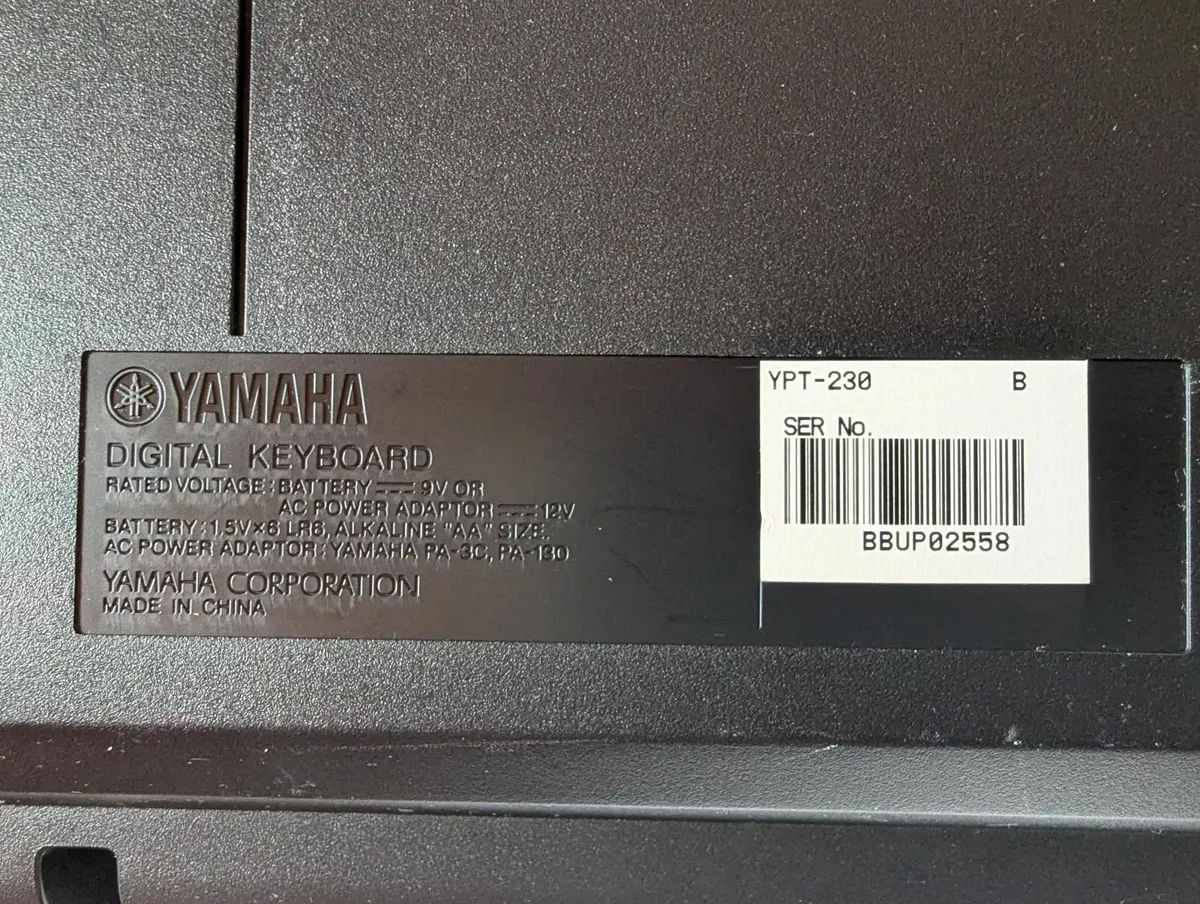 YAMAHA
DIGITAL KEYBOARD
RATED VOLTAGE : BATTERY ⎓ 9V OR
AC POWER ADAPTOR ⎓ 12V
BATTERY : 1.5V×6 LR6, ALKALINE "AA" SIZE.
AC POWER ADAPTOR : YAMAHA PA-3C, PA-130
YAMAHA CORPORATION
MADE IN CHINA
YPT-230 B
SER No.
BBUP02558